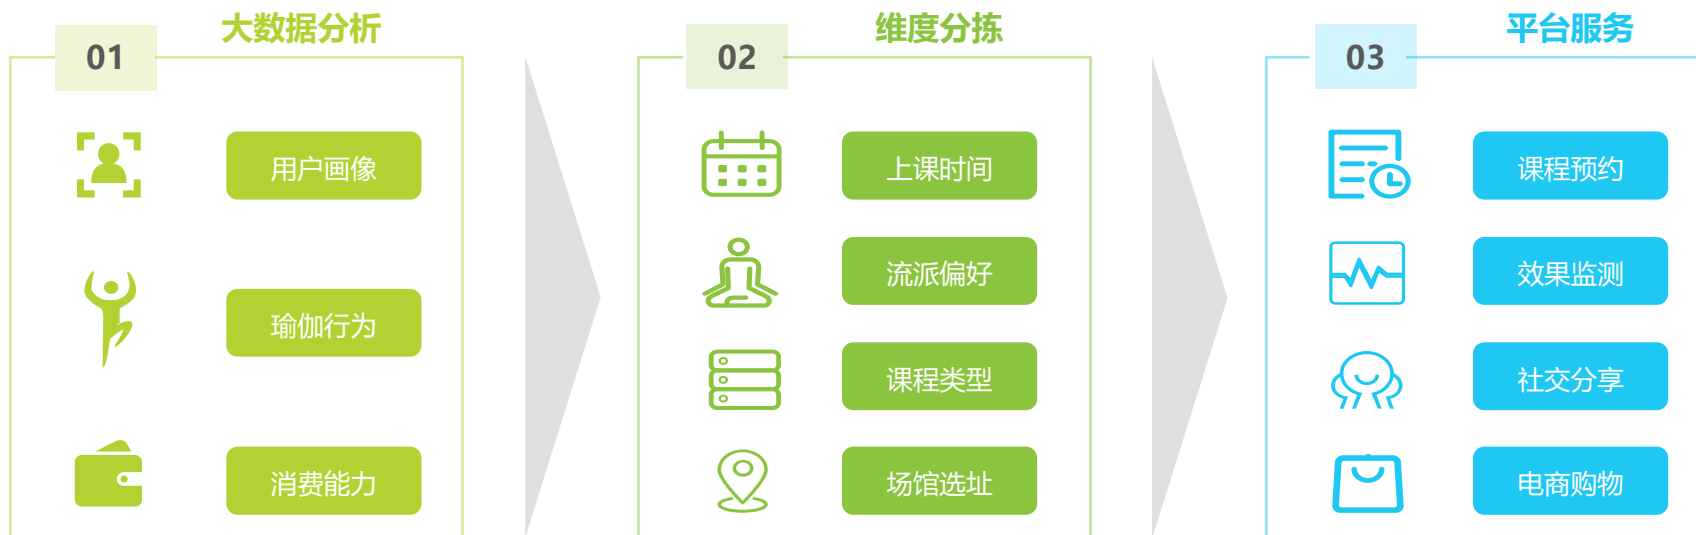 01
大数据分析
用户画像
瑜伽行为
消费能力
02
维度分拣
上课时间
流派偏好
课程类型
场馆选址
03
平台服务
课程预约
效果监测
社交分享
电商购物